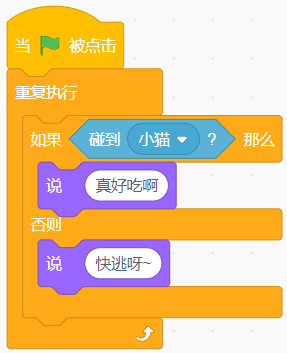 当 被点击
重复执行
如果 碰到 小猫 ? 那么
说 真好吃啊
否则
说 快逃呀~